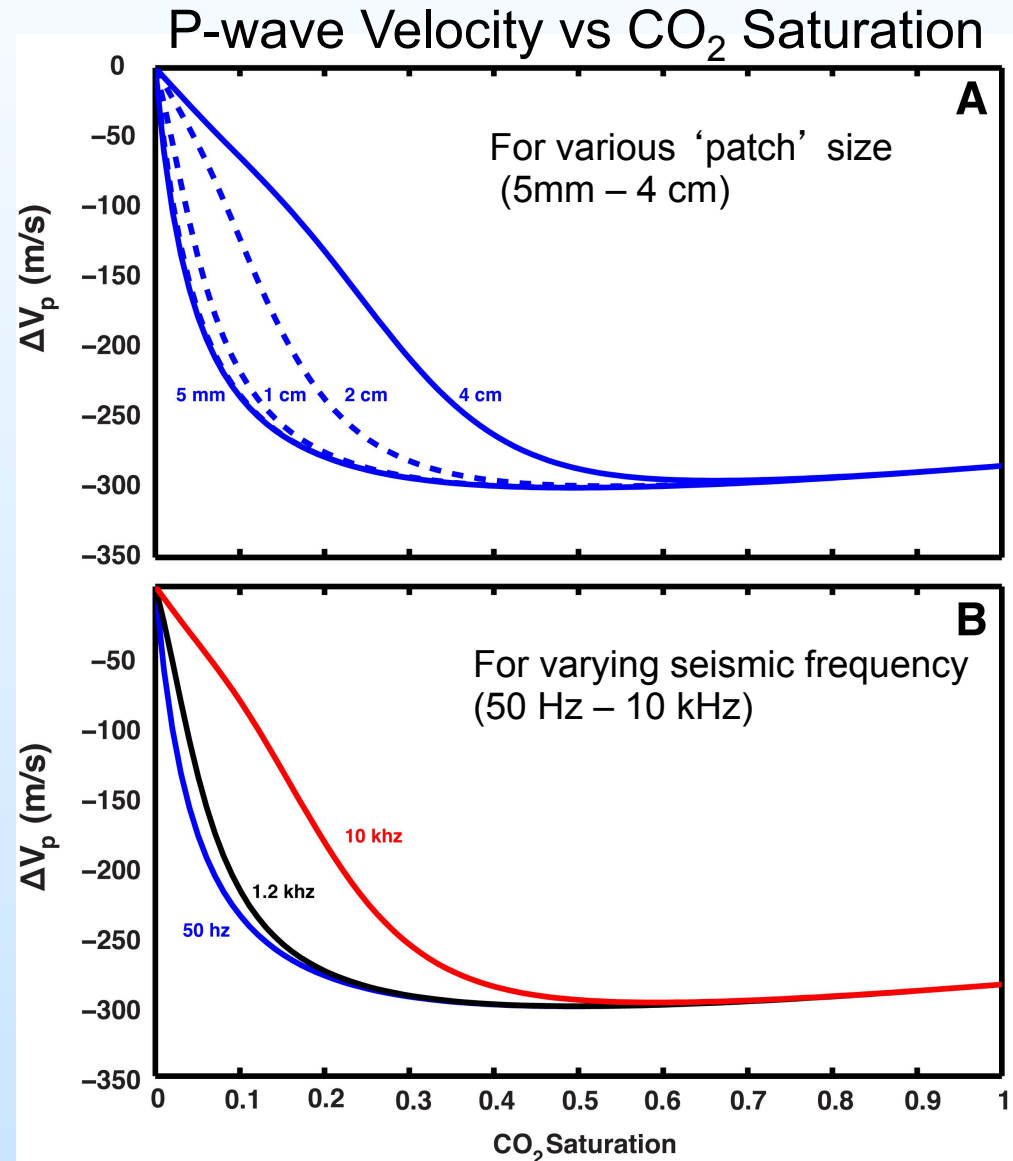 P-wave Velocity vs CO₂ Saturation
A
For various ‘patch’ size
(5mm – 4 cm)
0
−50
−100
−150
−200
−250
−300
−350
ΔVₚ (m/s)
5 mm
1 cm
2 cm
4 cm
B
For varying seismic frequency
(50 Hz – 10 kHz)
−50
−100
−150
−200
−250
−300
−350
ΔVₚ (m/s)
10 khz
1.2 khz
50 hz
0 0.1 0.2 0.3 0.4 0.5 0.6 0.7 0.8 0.9 1
CO₂ Saturation